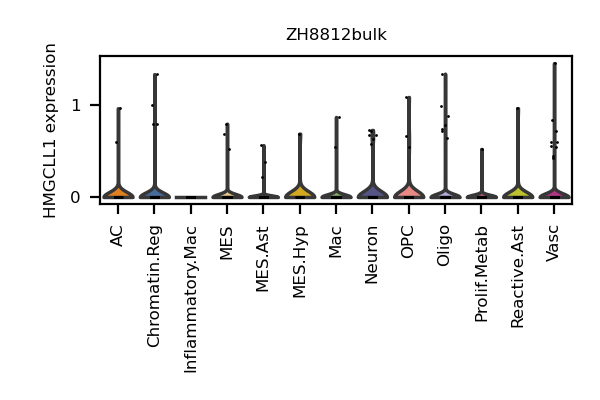 ZH8812bulk
HMGCLL1 expression
1
0
AC
Chromatin.Reg
Inflammatory.Mac
MES
MES.Ast
MES.Hyp
Mac
Neuron
OPC
Oligo
Prolif.Metab
Reactive.Ast
Vasc